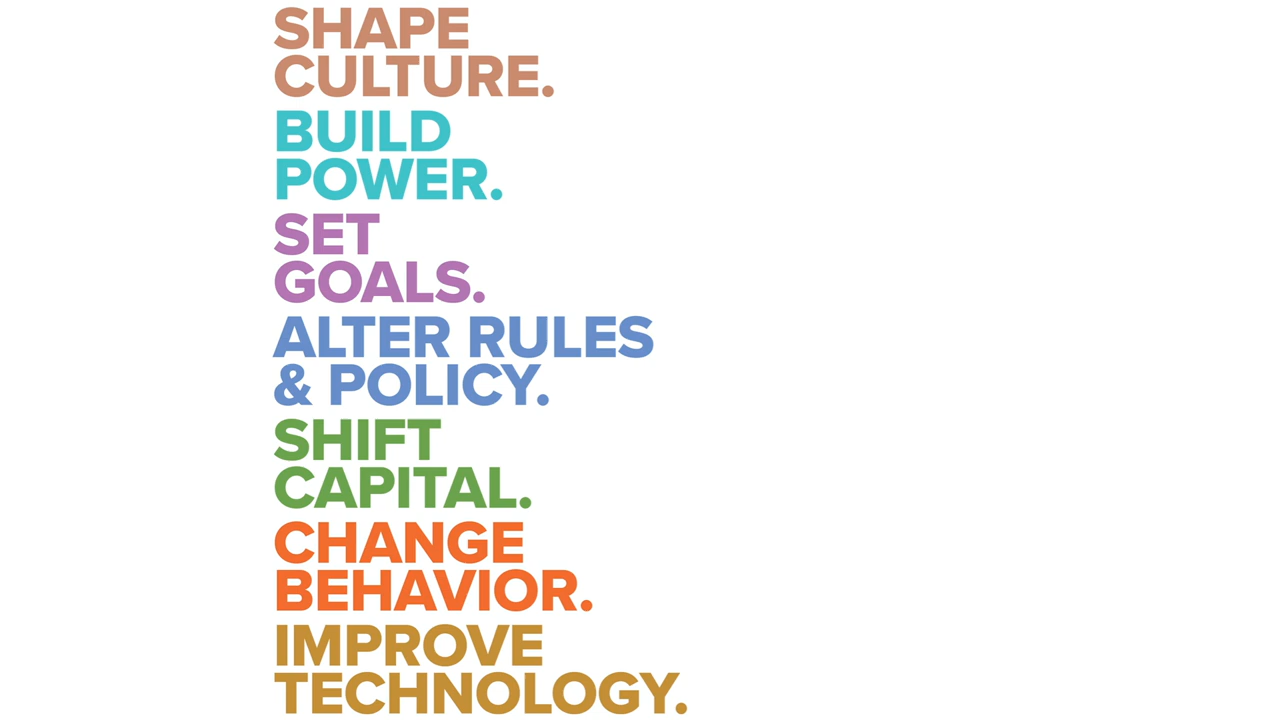 SHAPE
CULTURE.
BUILD
POWER.
SET
GOALS.
ALTER RULES
& POLICY.
SHIFT
CAPITAL.
CHANGE
BEHAVIOR.
IMPROVE
TECHNOLOGY.